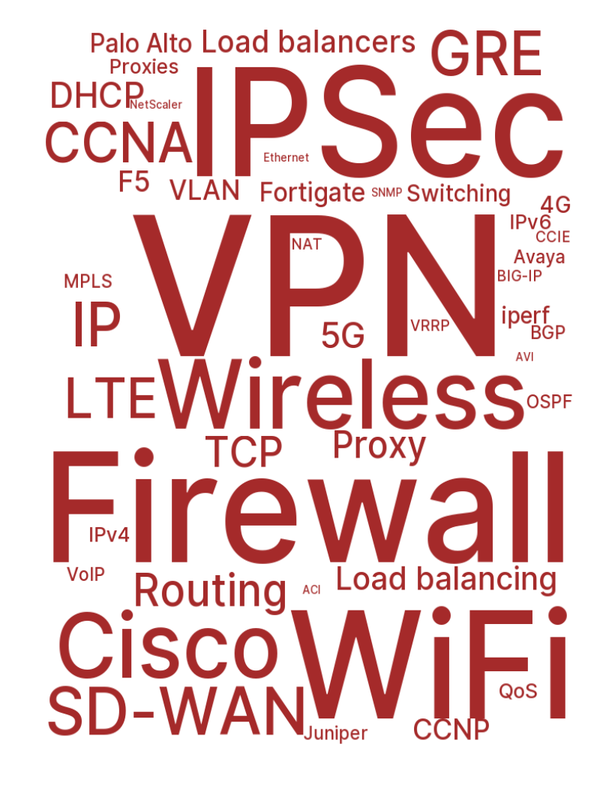 Palo Alto Load balancers GRE
Proxies
DHCP NetScaler IPSec
CCNA Ethernet
F5 VLAN Fortigate SNMP Switching
4G
IPv6
CCIE
VPN NAT Avaya
MPLS BIG-IP
IP 5G VRRP iperf
BGP
AVI
LTE Wireless OSPF
TCP Proxy
Firewall
IPv4
VoIP Routing ACI Load balancing
Cisco WiFi
SD-WAN QoS
Juniper CCNP